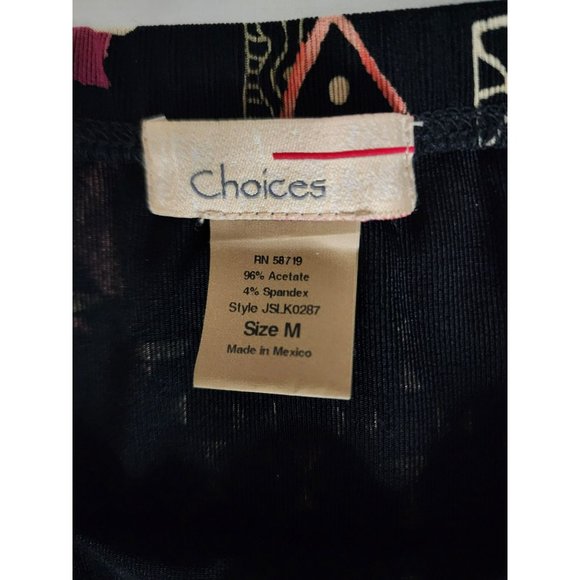 Choices
RN 58719
96% Acetate
4% Spandex
Style JSLK0287
Size M
Made in Mexico